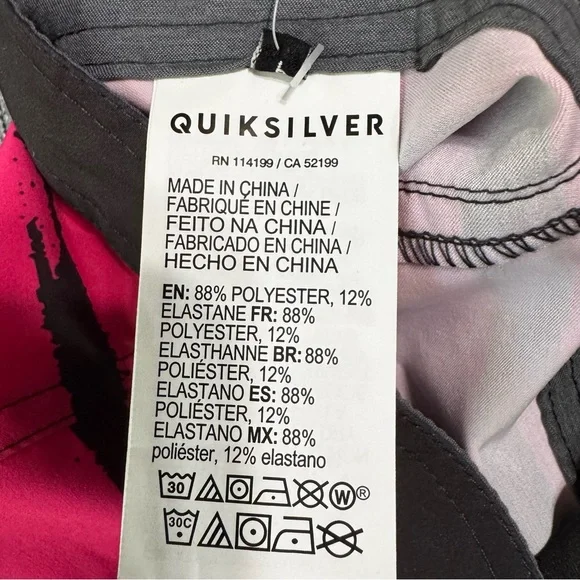 QUIKSILVER
RN 114199 / CA 52199
MADE IN CHINA /
FABRIQUÉ EN CHINE /
FEITO NA CHINA /
FABRICADO EN CHINA /
HECHO EN CHINA
EN: 88% POLYESTER, 12%
ELASTANE FR: 88%
POLYESTER, 12%
ELASTHANNE BR: 88%
POLIÉSTER, 12%
ELASTANO ES: 88%
POLIÉSTER, 12%
ELASTANO MX: 88%
poliéster, 12% elastano
30 W®
30C